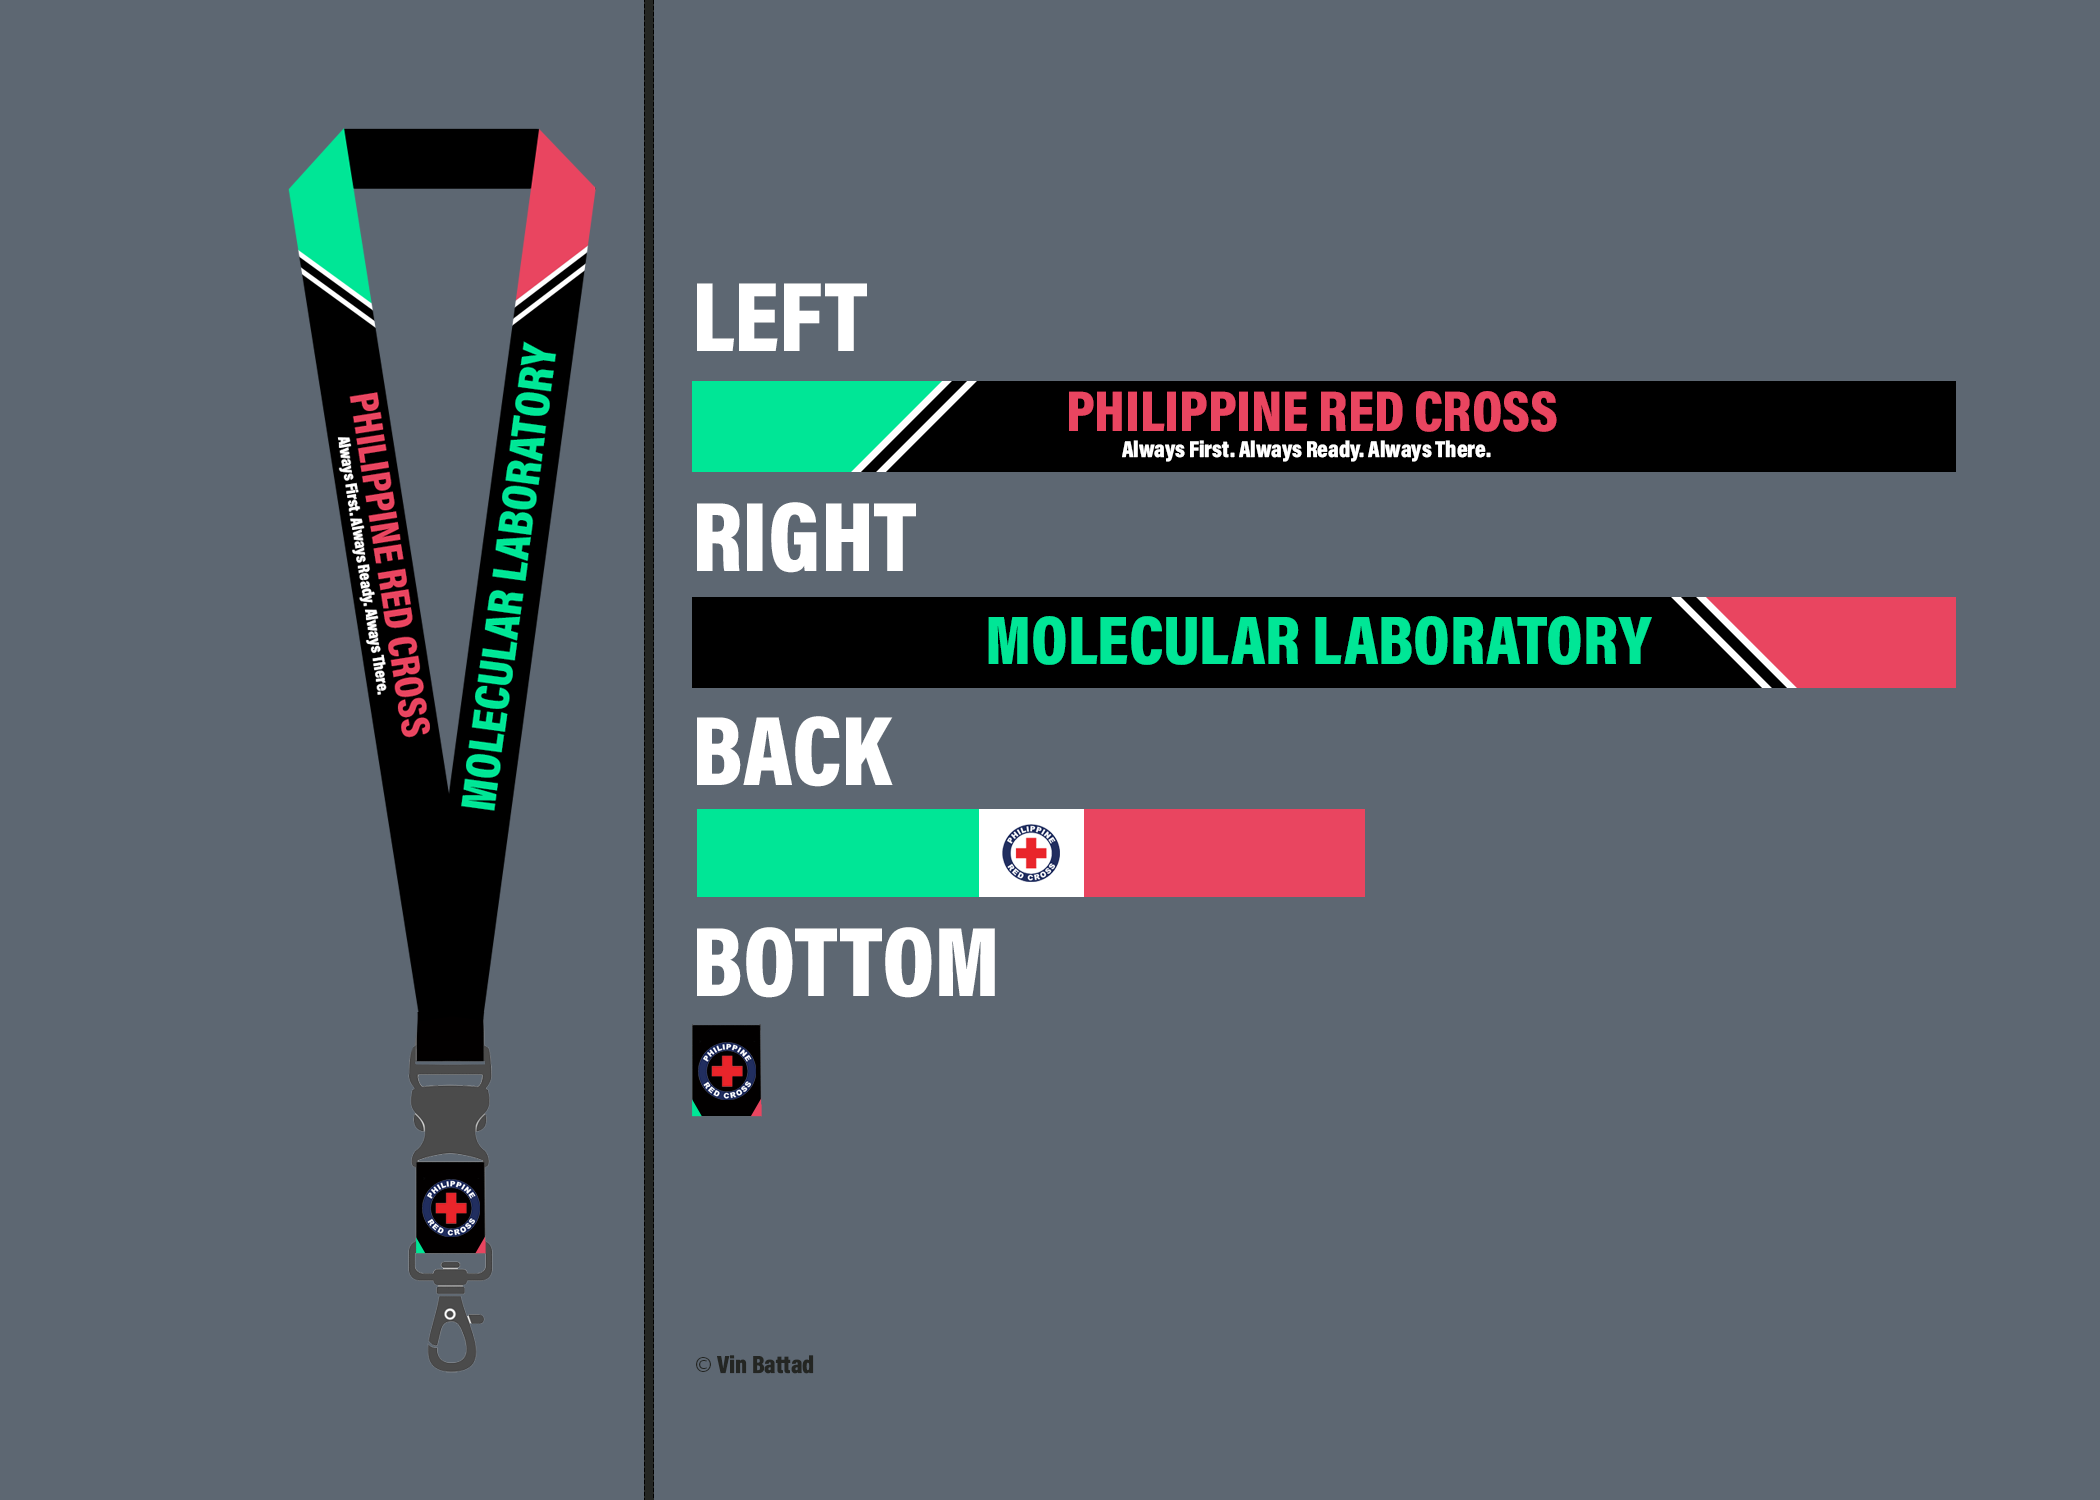 PHILIPPINE RED CROSS
Always First. Always Ready. Always There.
MOLECULAR LABORATORY
PHILIPPINE
RED CROSS
LEFT
PHILIPPINE RED CROSS
Always First. Always Ready. Always There.
RIGHT
MOLECULAR LABORATORY
BACK
PHILIPPINE
RED CROSS
BOTTOM
PHILIPPINE
RED CROSS
© Vin Battad